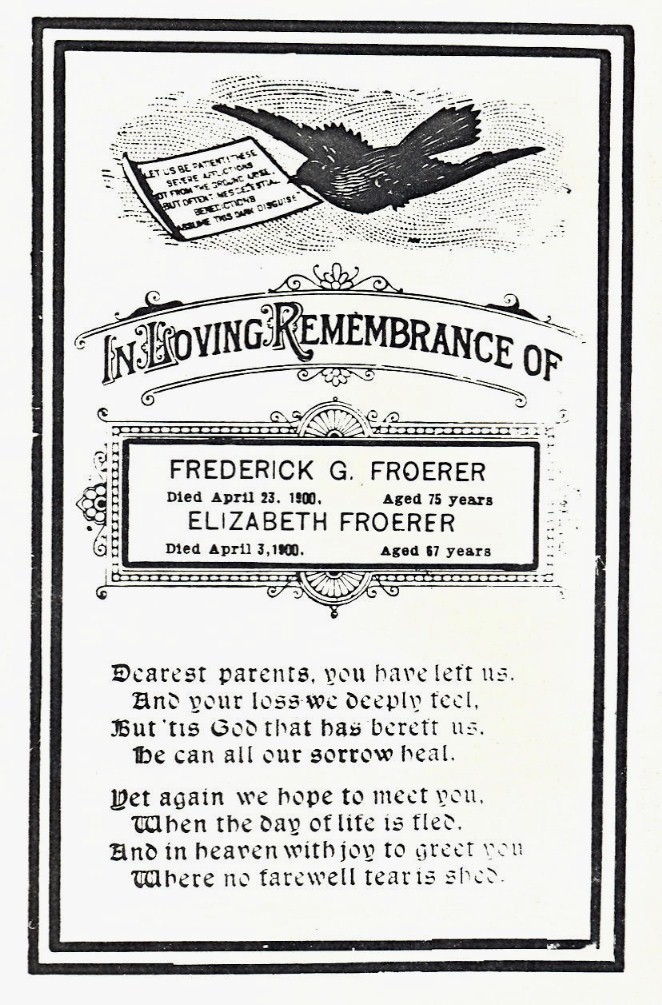 LET US BE PATIENT! THESE
SEVERE AFFLICTIONS
NOT FROM THE GROUND ARISE,
BUT OFTEN
BENEDICTIONS
ASSUME THIS DARK DISGUISE
IN LOVING REMEMBRANCE OF
FREDERICK G. FROERER
Died April 23. 1900. Aged 75 years
ELIZABETH FROERER
Died April 3, 1900. Aged 67 years
Dearest parents, you have left us.
And your loss we deeply feel,
But 'tis God that has bereft us.
He can all our sorrow heal.
Yet again we hope to meet you,
When the day of life is fled.
And in heaven with joy to greet you
Where no farewell tear is shed.